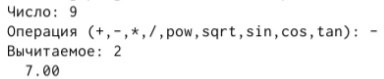 Число: 9
Операция (+,-,*,/,pow,sqrt,sin,cos,tan): -
Вычитаемое: 2
7.00